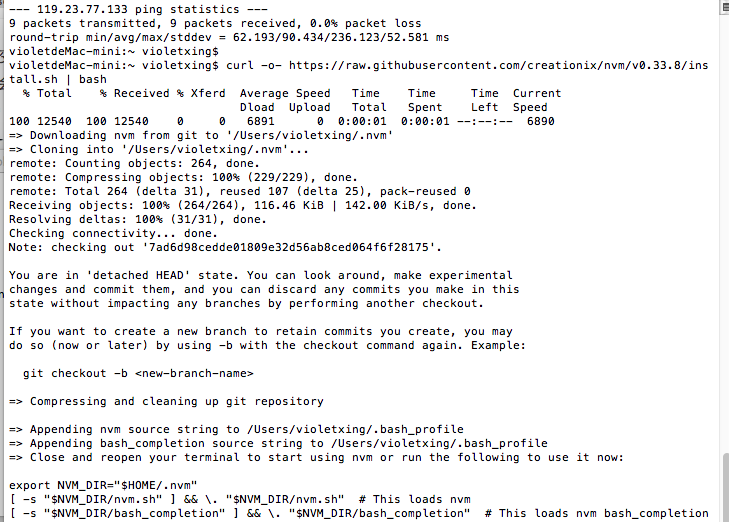 --- 119.23.77.133 ping statistics ---
9 packets transmitted, 9 packets received, 0.0% packet loss
round-trip min/avg/max/stddev = 62.193/90.434/236.123/52.581 ms
violetdeMac-mini:~ violetxing$
violetdeMac-mini:~ violetxing$ curl -o- https://raw.githubusercontent.com/creationix/nvm/v0.33.8/ins
tall.sh | bash
  % Total    % Received % Xferd  Average Speed   Time    Time     Time  Current
                                 Dload  Upload   Total   Spent    Left  Speed
100 12540  100 12540    0     0   6891      0  0:00:01  0:00:01 --:--:--  6890
=> Downloading nvm from git to '/Users/violetxing/.nvm'
=> Cloning into '/Users/violetxing/.nvm'...
remote: Counting objects: 264, done.
remote: Compressing objects: 100% (229/229), done.
remote: Total 264 (delta 31), reused 107 (delta 25), pack-reused 0
Receiving objects: 100% (264/264), 116.46 KiB | 142.00 KiB/s, done.
Resolving deltas: 100% (31/31), done.
Checking connectivity... done.
Note: checking out '7ad6d98cedde01809e32d56ab8ced064f6f28175'.

You are in 'detached HEAD' state. You can look around, make experimental
changes and commit them, and you can discard any commits you make in this
state without impacting any branches by performing another checkout.

If you want to create a new branch to retain commits you create, you may
do so (now or later) by using -b with the checkout command again. Example:

  git checkout -b <new-branch-name>

=> Compressing and cleaning up git repository

=> Appending nvm source string to /Users/violetxing/.bash_profile
=> Appending bash_completion source string to /Users/violetxing/.bash_profile
=> Close and reopen your terminal to start using nvm or run the following to use it now:

export NVM_DIR="$HOME/.nvm"
[ -s "$NVM_DIR/nvm.sh" ] && \. "$NVM_DIR/nvm.sh"  # This loads nvm
[ -s "$NVM_DIR/bash_completion" ] && \. "$NVM_DIR/bash_completion"  # This loads nvm bash_completion